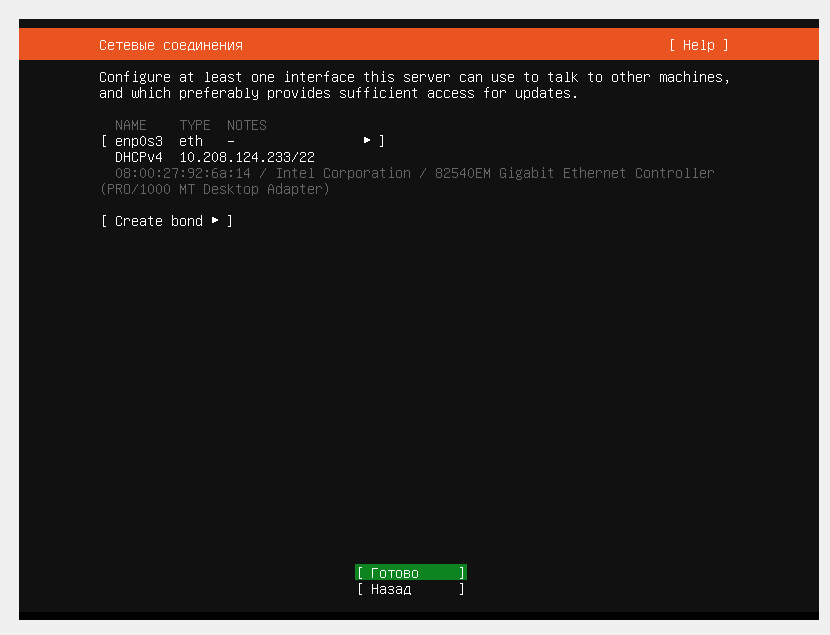 Сетевые соединения [ Help ]
Configure at least one interface this server can use to talk to other machines,
and which preferably provides sufficient access for updates.
NAME TYPE NOTES
[ enp0s3 eth – ▸ ]
DHCPv4 10.208.124.233/22
08:00:27:92:6a:14 / Intel Corporation / 82540EM Gigabit Ethernet Controller
(PRO/1000 MT Desktop Adapter)
[ Create bond ▸ ]
[ Готово ]
[ Назад ]